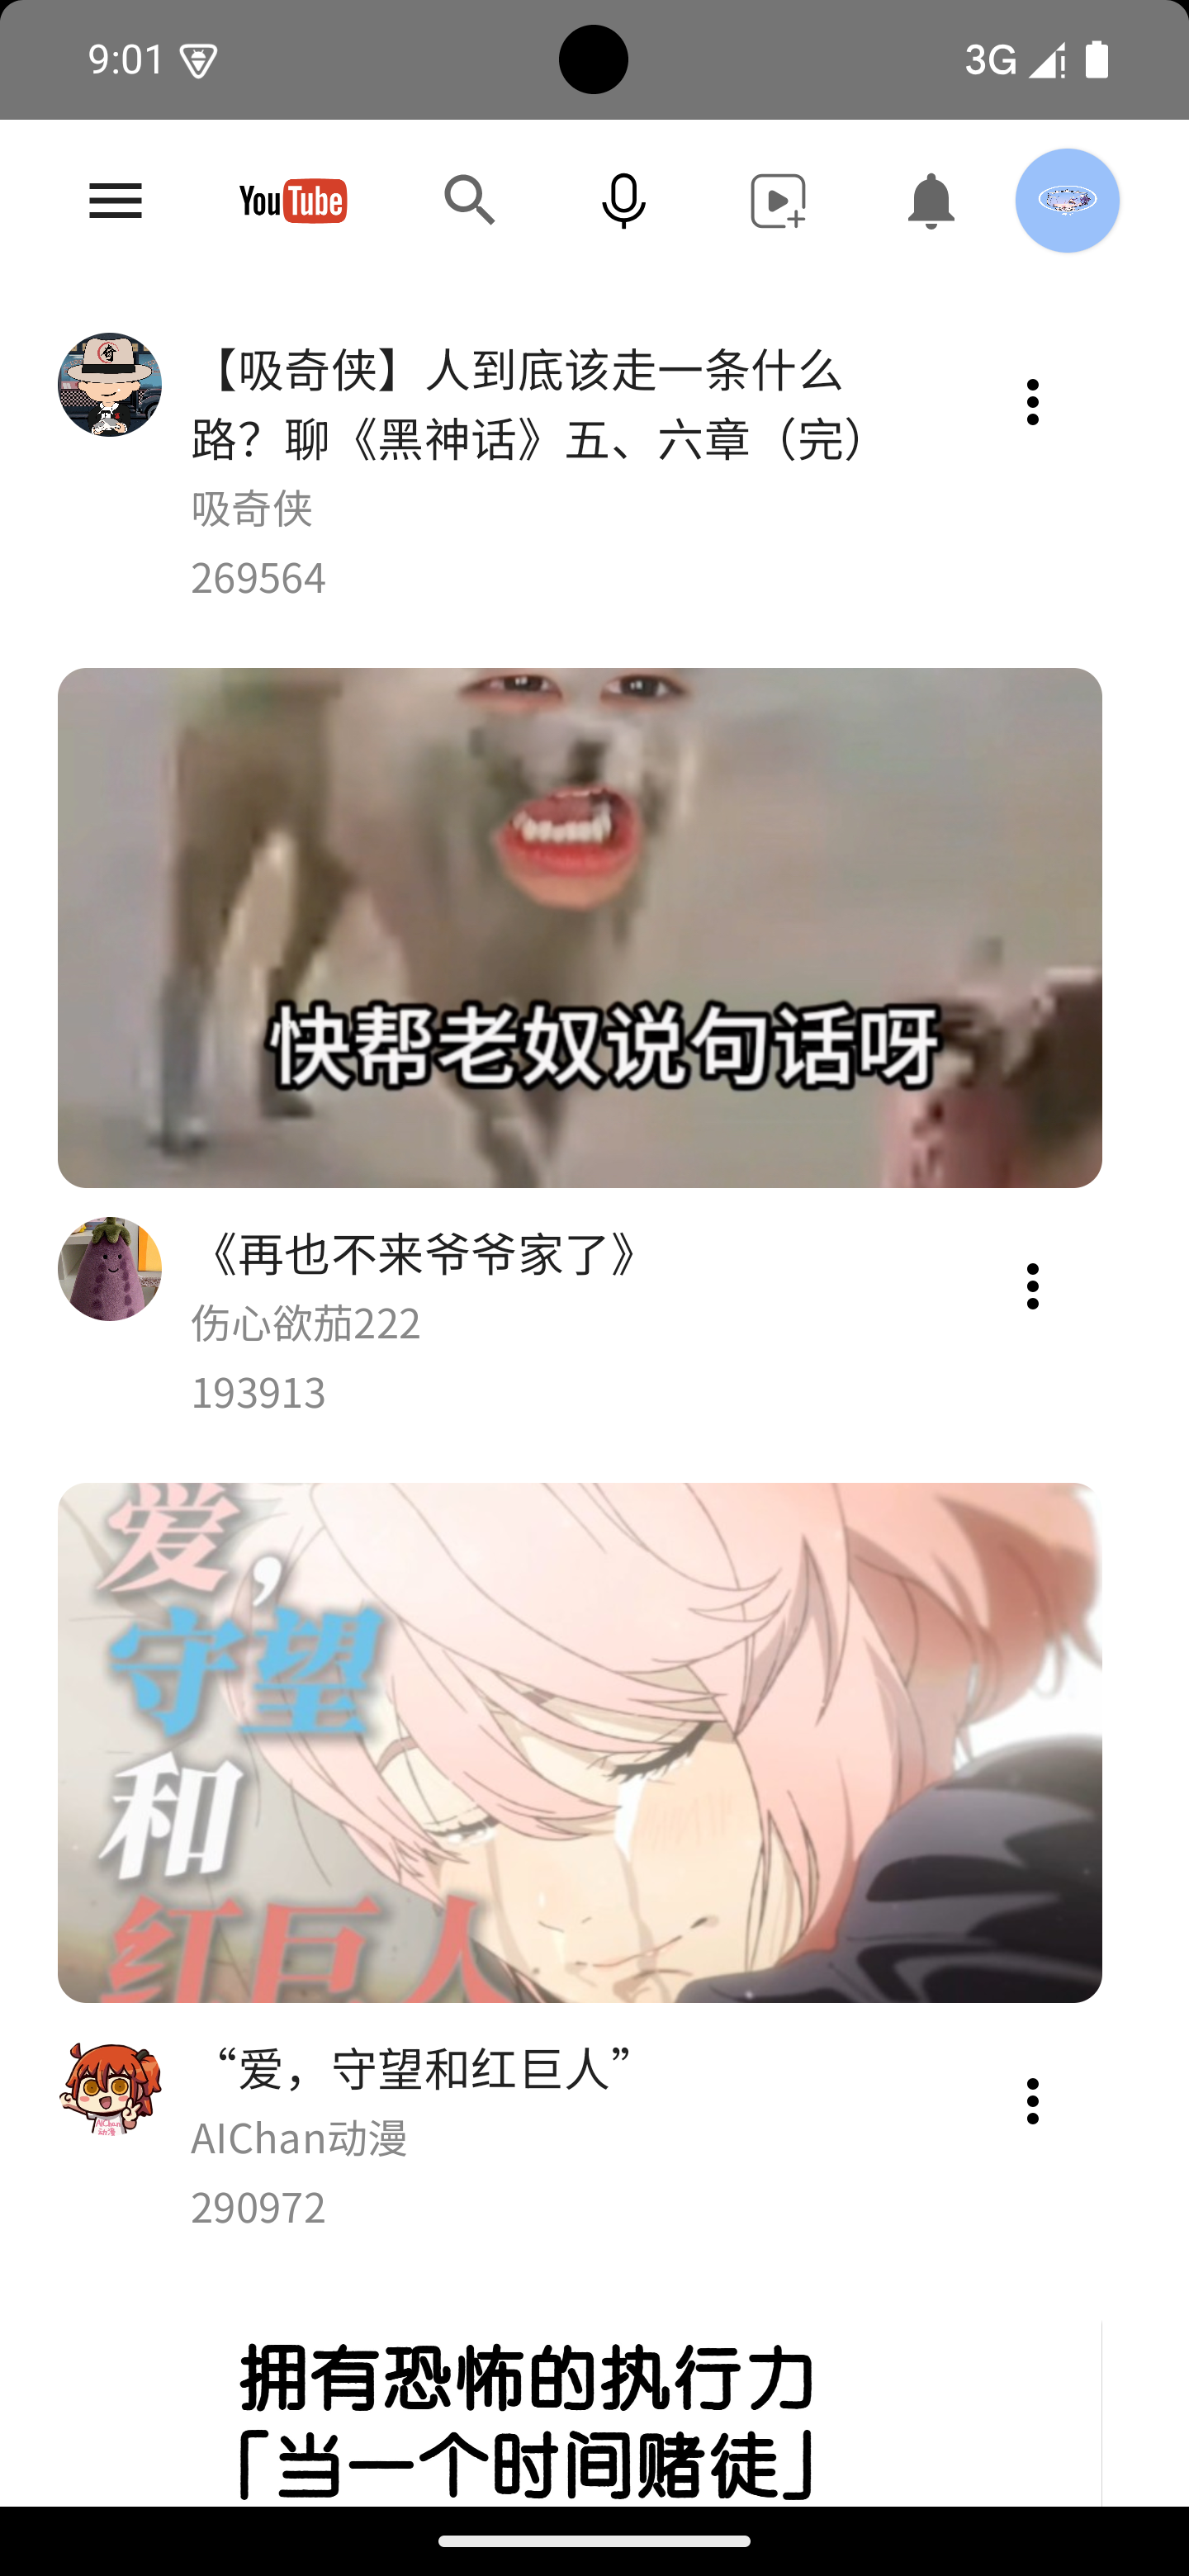 9:01
3G
YouTube
奇
【吸奇侠】人到底该走一条什么
路？聊《黑神话》五、六章（完）
吸奇侠
269564
快帮老奴说句话呀
《再也不来爷爷家了》
伤心欲茄222
193913
爱，
守望
和
红巨人
“爱，守望和红巨人”
AIChan
动漫
AIChan动漫
290972
拥有恐怖的执行力
「当一个时间赌徒」